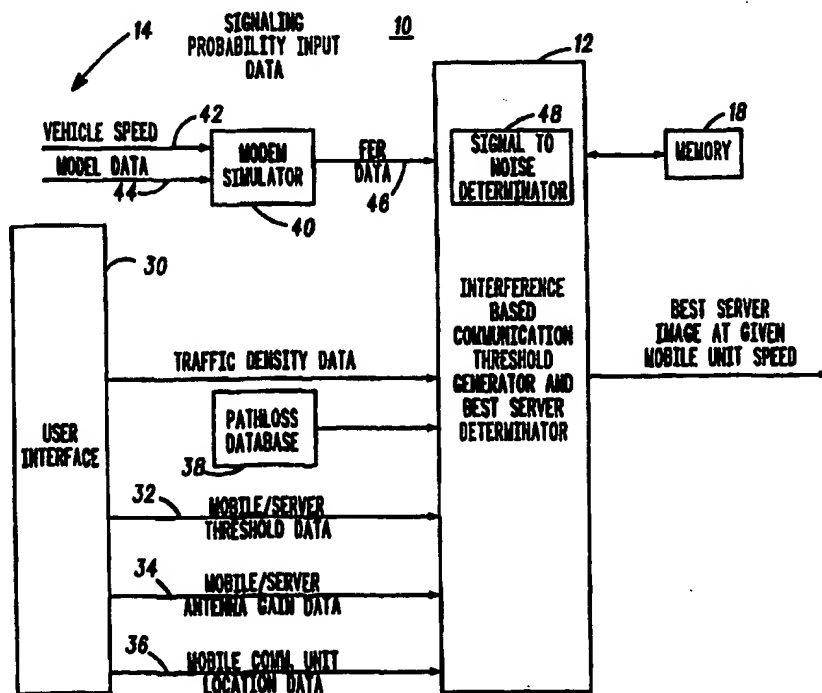 14
SIGNALING
PROBABILITY INPUT
DATA
10
12
VEHICLE SPEED
42
MODEL DATA
44
MODEM
SIMULATOR
40
FER
DATA
46
48
SIGNAL TO
NOISE
DETERMINATOR
18
MEMORY
30
USER
INTERFACE
TRAFFIC DENSITY DATA
PATHLOSS
DATABASE
38
32
MOBILE/SERVER
THRESHOLD DATA
34
MOBILE/SERVER
ANTENNA GAIN DATA
36
MOBILE COMM. UNIT
LOCATION DATA
INTERFERENCE
BASED
COMMUNICATION
THRESHOLD
GENERATOR AND
BEST SERVER
DETERMINATOR
BEST SERVER
IMAGE AT GIVEN
MOBILE UNIT SPEED